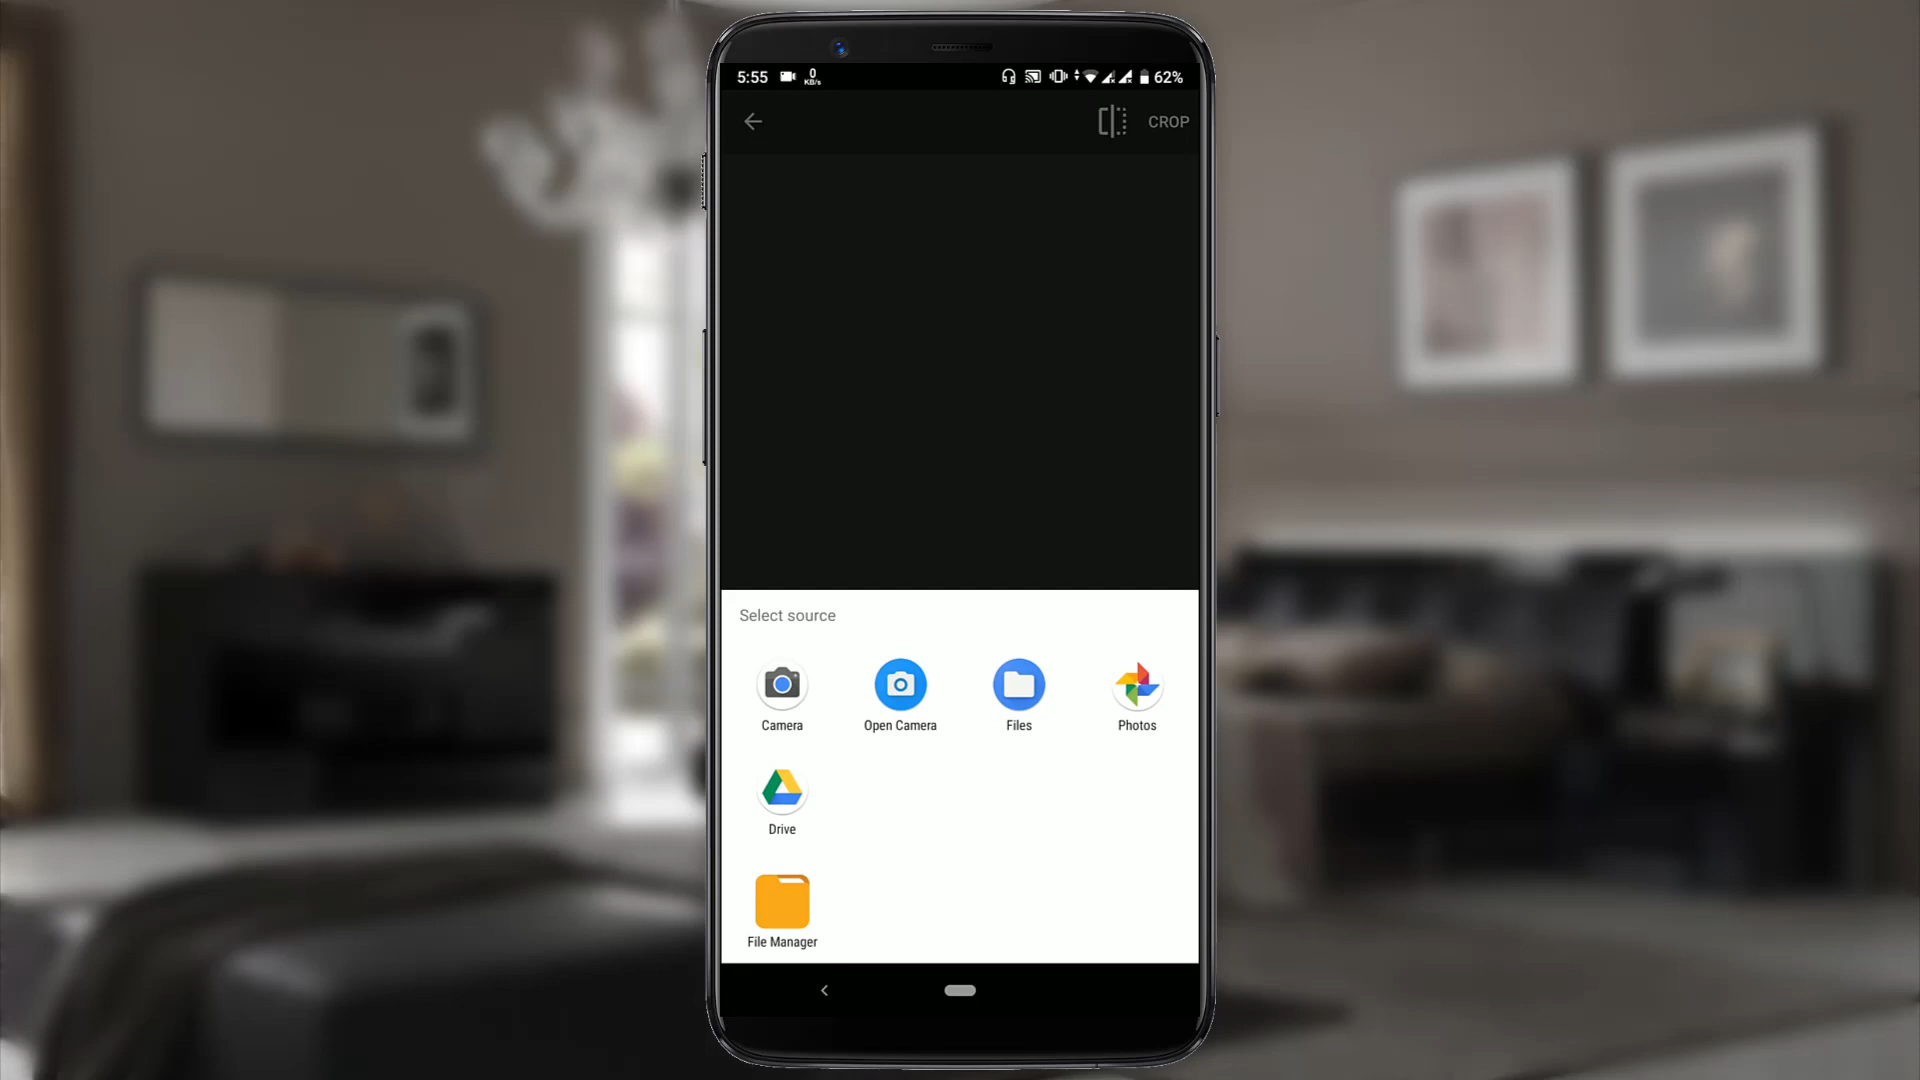 5:55
0
KB/s
62%
CROP
Select source
Camera
Open Camera
Files
Photos
Drive
File Manager